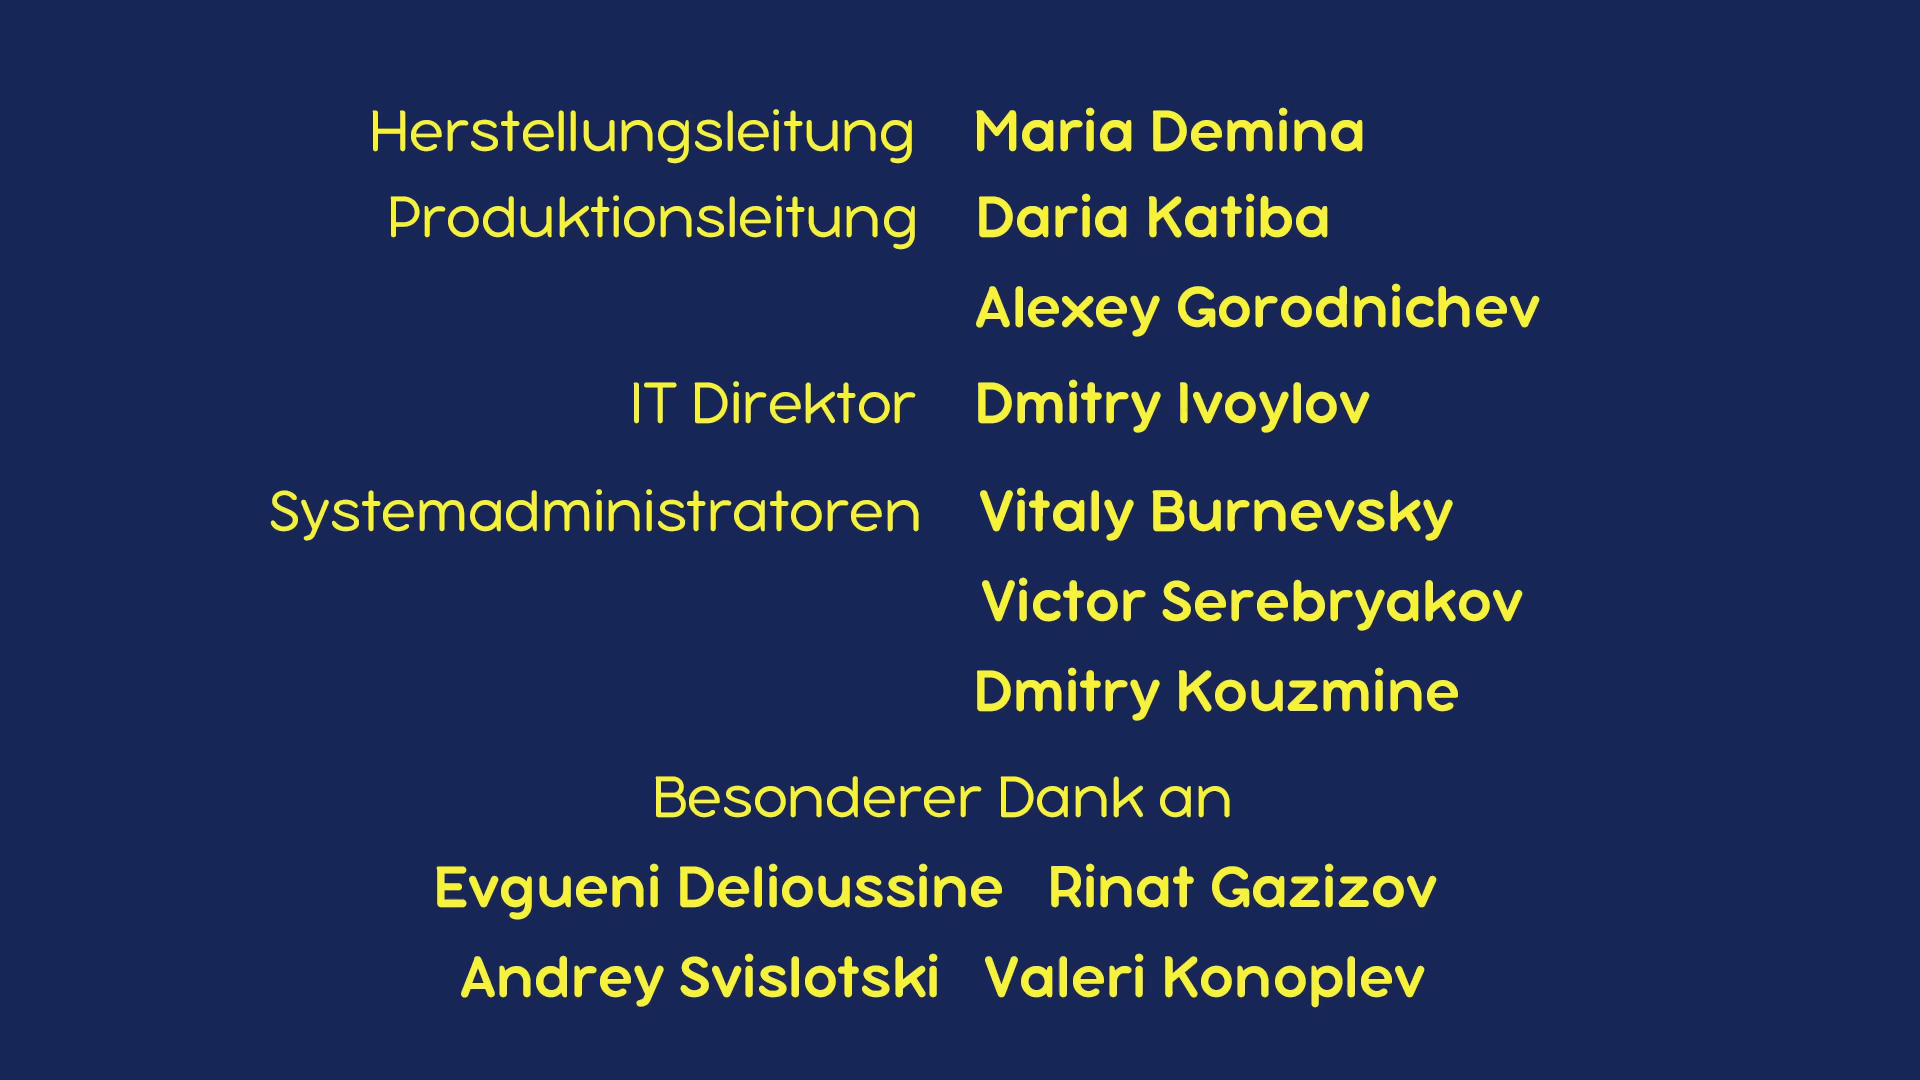 Herstellungsleitung Maria Demina
Produktionsleitung Daria Katiba
Alexey Gorodnichev
IT Direktor Dmitry Ivoylov
Systemadministratoren Vitaly Burnevsky
Victor Serebryakov
Dmitry Kouzmine
Besonderer Dank an
Evgueni Delioussine Rinat Gazizov
Andrey Svislotski Valeri Konoplev